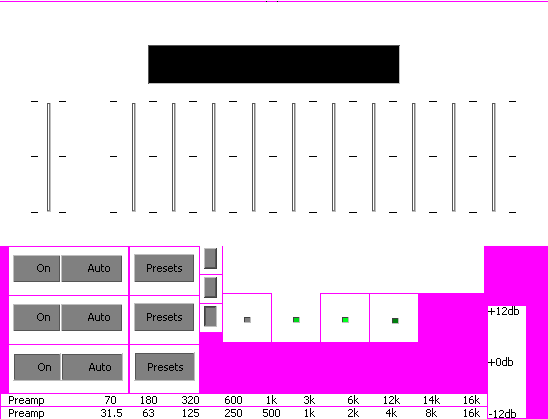 On Auto Presets
On Auto Presets
+12db
On Auto Presets
+0db
Preamp 70 180 320 600 1k 3k 6k 12k 14k 16k
Preamp 31.5 63 125 250 500 1k 2k 4k 8k 16k
-12db